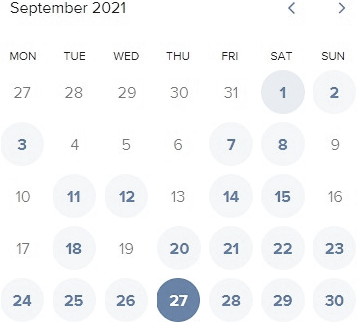 September 2021
MON TUE WED THU FRI SAT SUN
27 28 29 30 31 1 2
3 4 5 6 7 8 9
10 11 12 13 14 15 16
17 18 19 20 21 22 23
24 25 26 27 28 29 30